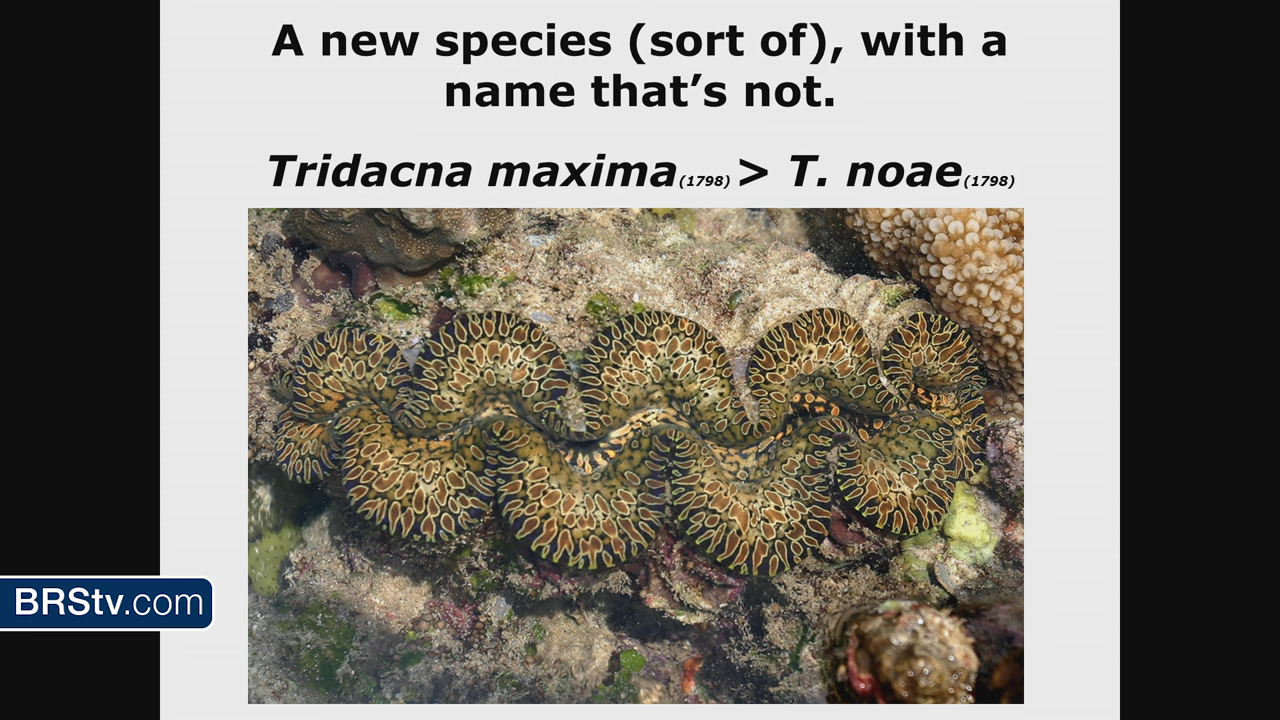 A new species (sort of), with a
name that’s not.
Tridacna maxima(1798) > T. noae(1798)
BRStv.com